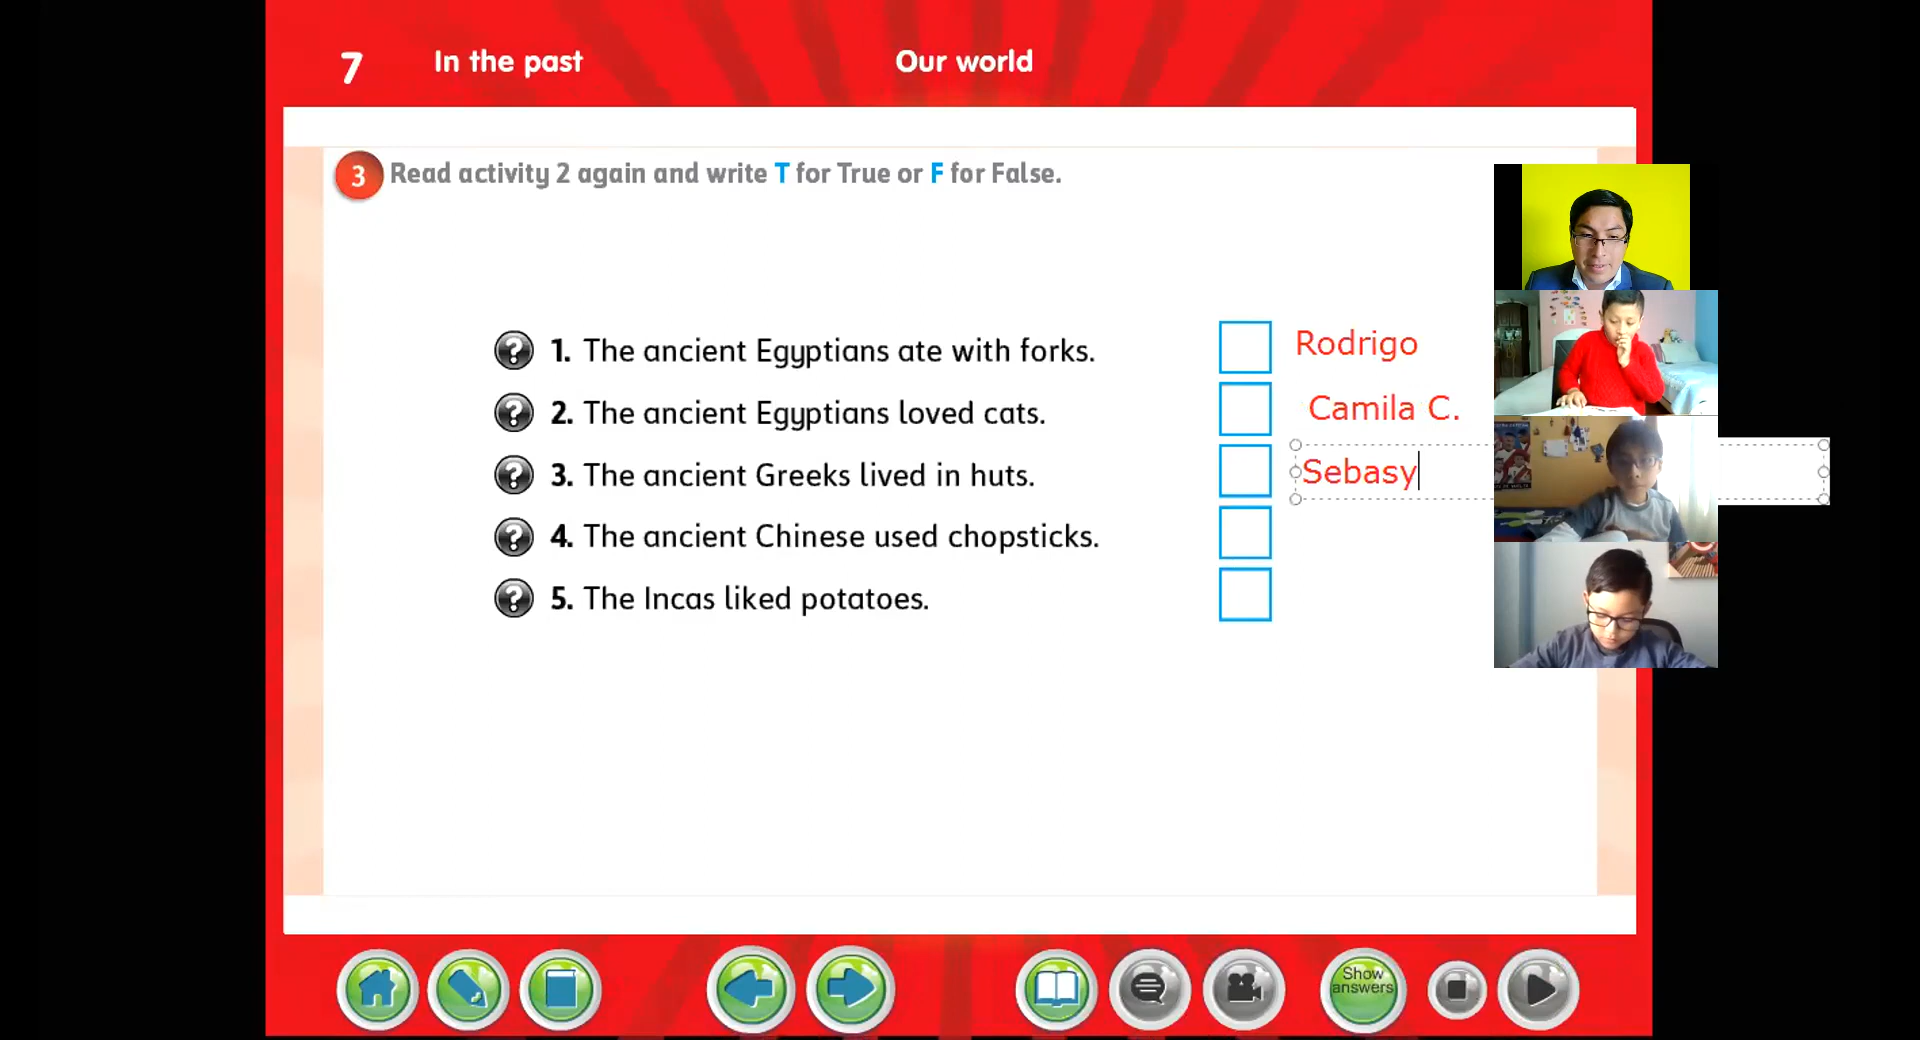 7 In the past Our world
3 Read activity 2 again and write T for True or F for False.
1. The ancient Egyptians ate with forks. Rodrigo
2. The ancient Egyptians loved cats. Camila C.
3. The ancient Greeks lived in huts. Sebasy
4. The ancient Chinese used chopsticks.
5. The Incas liked potatoes.
Show
answers